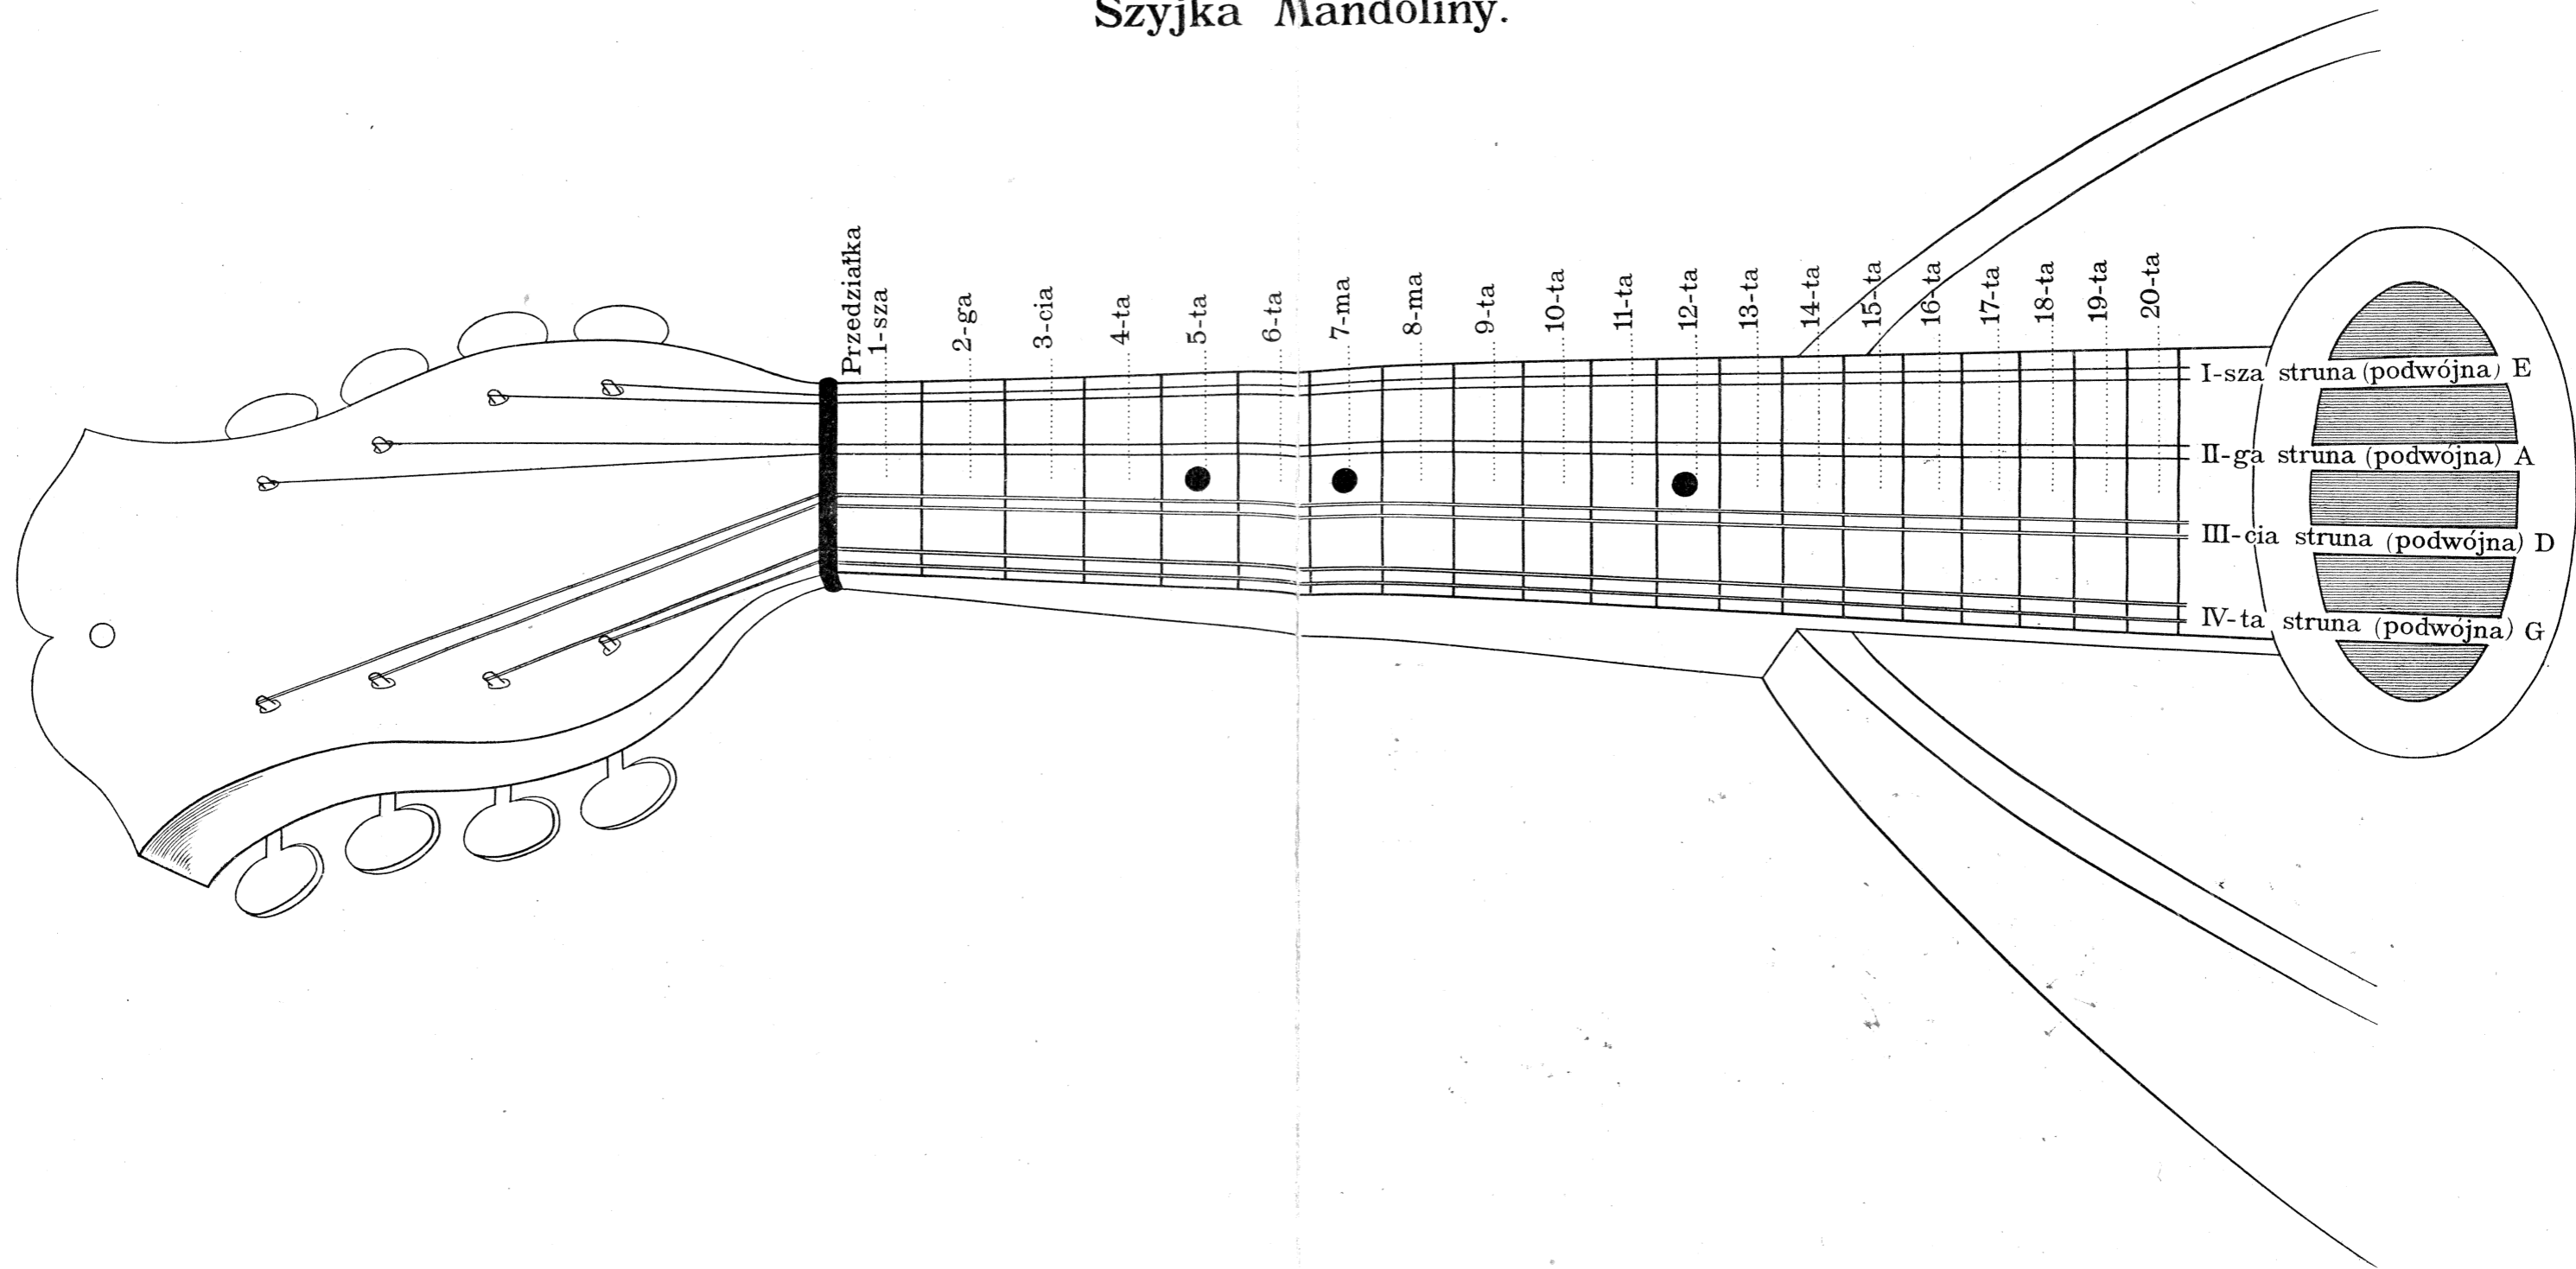 Szyjka Mandoliny.
Przedziałka
1-sza
2-ga
3-cia
4-ta
5-ta
6-ta
7-ma
8-ma
9-ta
10-ta
11-ta
12-ta
13-ta
14-ta
15-ta
16-ta
17-ta
18-ta
19-ta
20-ta
I-sza struna (podwójna) E
II-ga struna (podwójna) A
III-cia struna (podwójna) D
IV-ta struna (podwójna) G